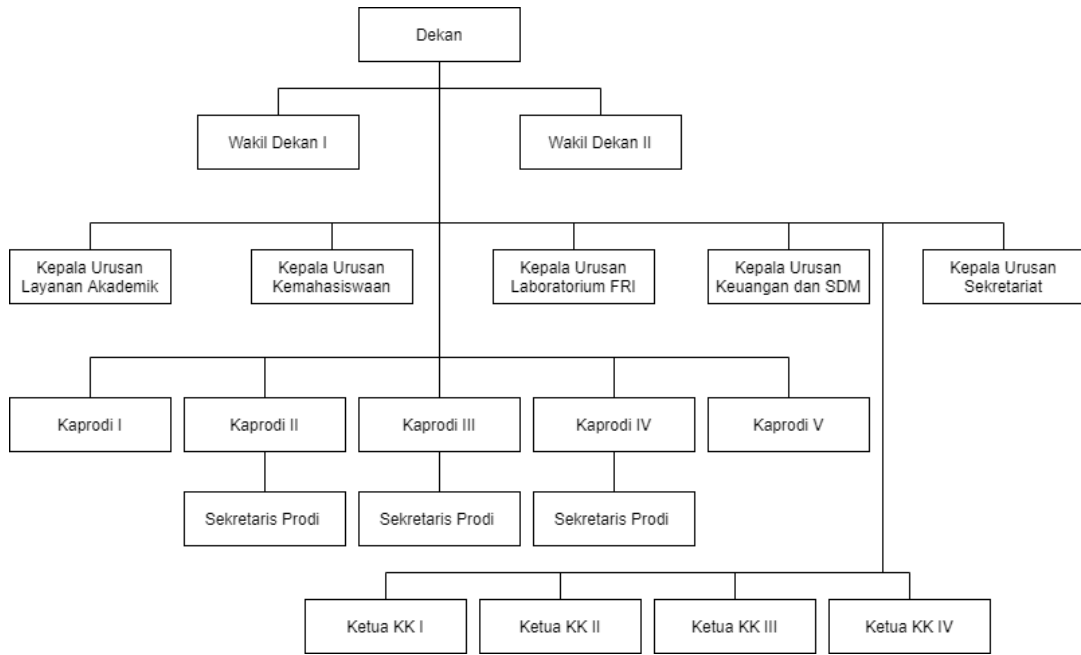 Dekan
Wakil Dekan I
Wakil Dekan II
Kepala Urusan
Layanan Akademik
Kepala Urusan
Kemahasiswaan
Kepala Urusan
Laboratorium FRI
Kepala Urusan
Keuangan dan SDM
Kepala Urusan
Sekretariat
Kaprodi I
Kaprodi II
Kaprodi III
Kaprodi IV
Kaprodi V
Sekretaris Prodi
Sekretaris Prodi
Sekretaris Prodi
Ketua KK I
Ketua KK II
Ketua KK III
Ketua KK IV